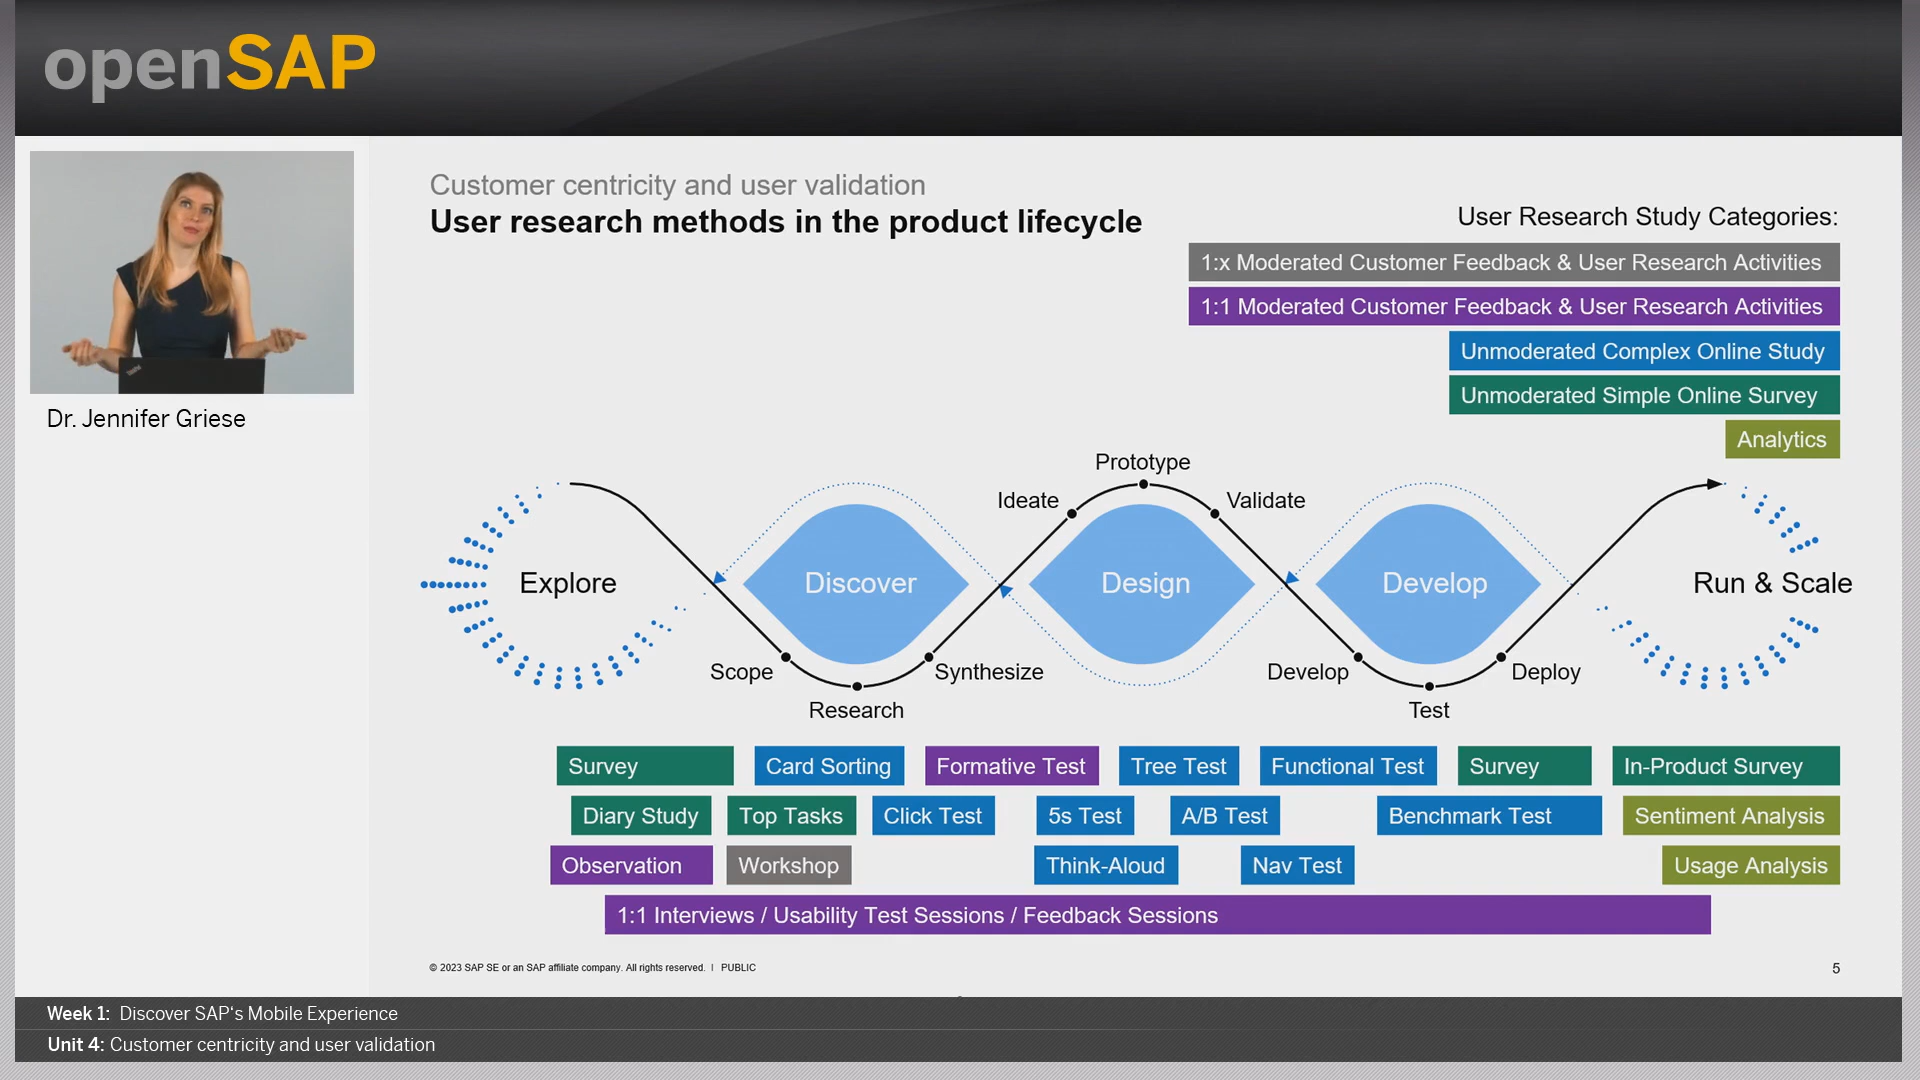 openSAP
Dr. Jennifer Griese
Customer centricity and user validation
User research methods in the product lifecycle
User Research Study Categories:
1:x Moderated Customer Feedback & User Research Activities
1:1 Moderated Customer Feedback & User Research Activities
Unmoderated Complex Online Study
Unmoderated Simple Online Survey
Analytics
Prototype
Ideate
Validate
Explore
Discover
Design
Develop
Run & Scale
Scope
Synthesize
Develop
Deploy
Research
Test
Survey
Card Sorting
Formative Test
Tree Test
Functional Test
Survey
In-Product Survey
Diary Study
Top Tasks
Click Test
5s Test
A/B Test
Benchmark Test
Sentiment Analysis
Observation
Workshop
Think-Aloud
Nav Test
Usage Analysis
1:1 Interviews / Usability Test Sessions / Feedback Sessions
© 2023 SAP SE or an SAP affiliate company. All rights reserved. | PUBLIC
5
Week 1: Discover SAP's Mobile Experience
Unit 4: Customer centricity and user validation